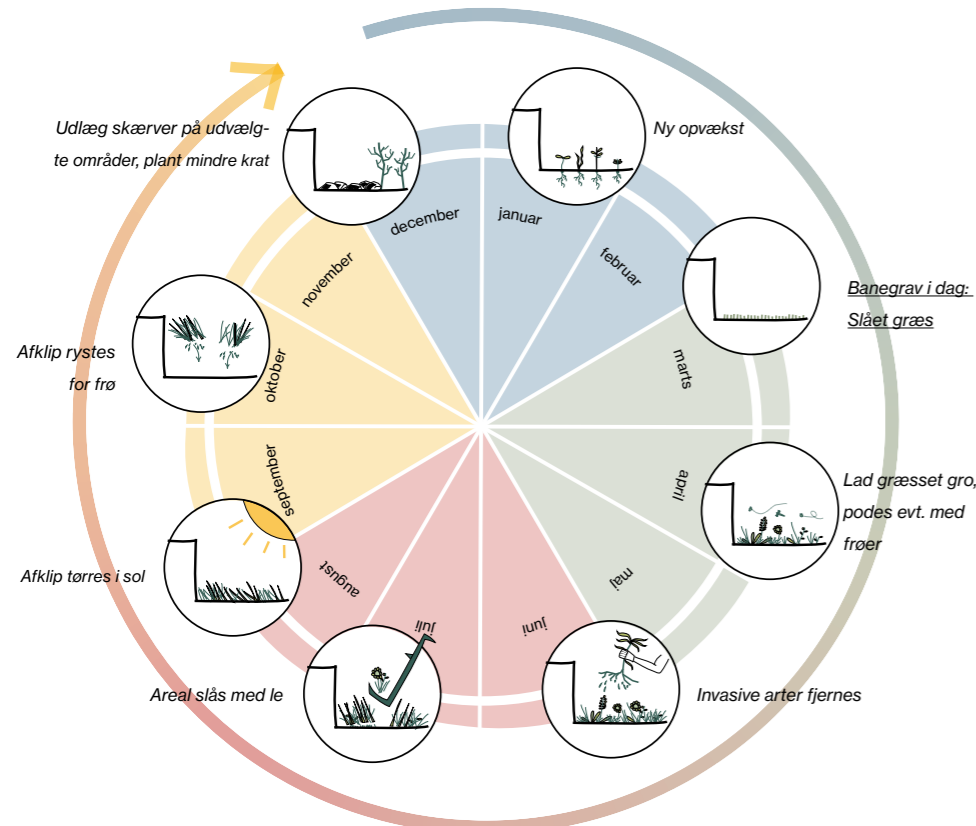 Udlæg skærver på udvælg-
te områder, plant mindre krat
Ny opvækst
Banegrav i dag:
Slået græs
Lad græsset gro,
podes evt. med
frøer
Invasive arter fjernes
Areal slås med le
Afklip tørres i sol
Afklip rystes
for frø
januar
februar
marts
april
maj
juni
juli
august
september
oktober
november
december